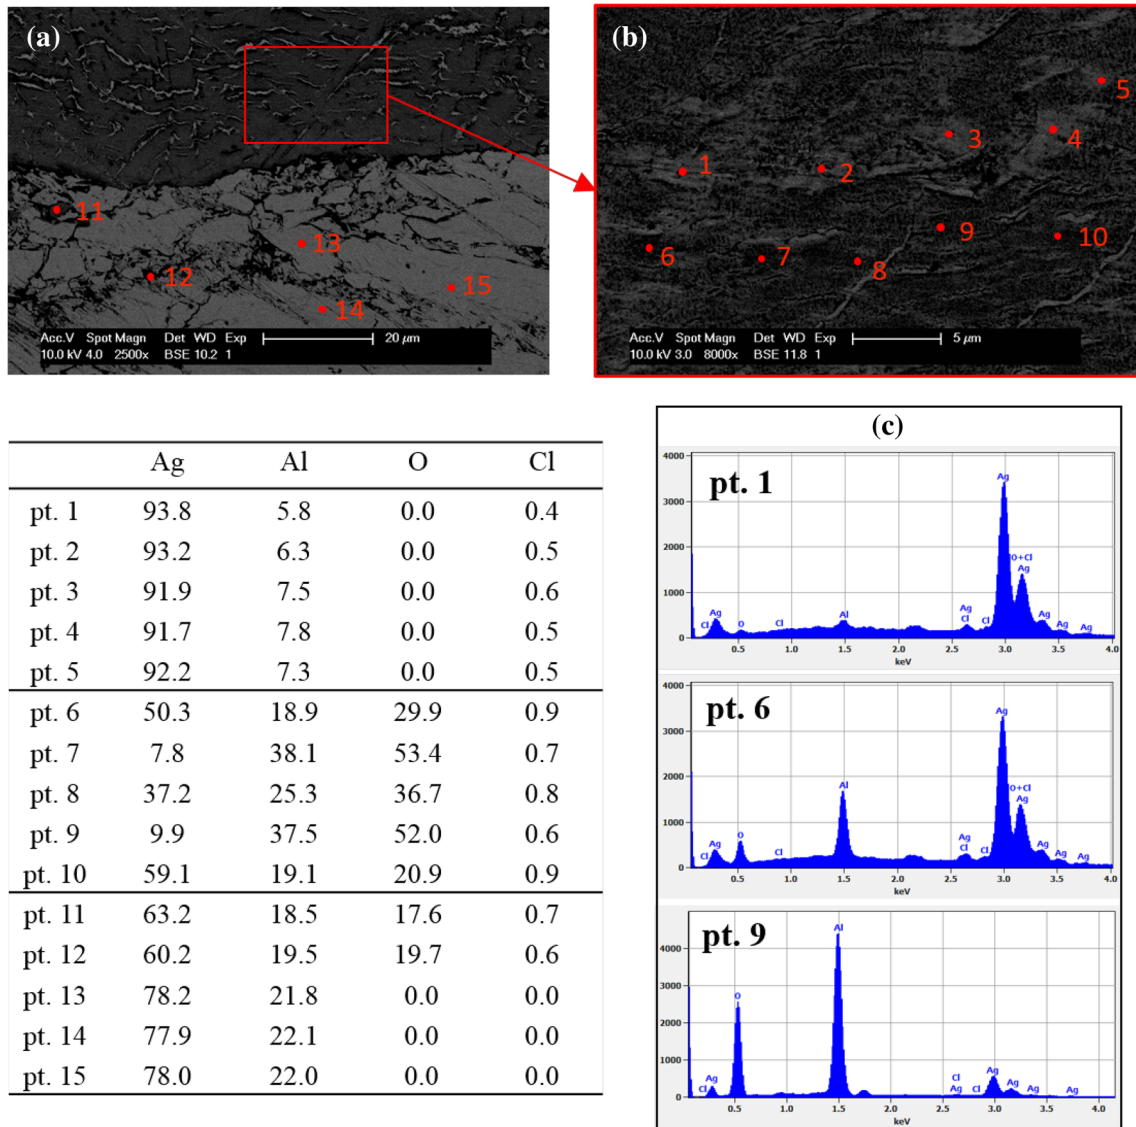 (a)
11
12
13
14
15
Acc.V Spot Magn Det WD Exp 20 µm
10.0 kV 4.0 2500x BSE 10.2 1
(b)
1
2
3
4
5
6
7
8
9
10
Acc.V Spot Magn Det WD Exp 5 µm
10.0 kV 3.0 8000x BSE 11.8 1
Ag Al O Cl
pt. 1 93.8 5.8 0.0 0.4
pt. 2 93.2 6.3 0.0 0.5
pt. 3 91.9 7.5 0.0 0.6
pt. 4 91.7 7.8 0.0 0.5
pt. 5 92.2 7.3 0.0 0.5
pt. 6 50.3 18.9 29.9 0.9
pt. 7 7.8 38.1 53.4 0.7
pt. 8 37.2 25.3 36.7 0.8
pt. 9 9.9 37.5 52.0 0.6
pt. 10 59.1 19.1 20.9 0.9
pt. 11 63.2 18.5 17.6 0.7
pt. 12 60.2 19.5 19.7 0.6
pt. 13 78.2 21.8 0.0 0.0
pt. 14 77.9 22.1 0.0 0.0
pt. 15 78.0 22.0 0.0 0.0
(c)
pt. 1
4000
3000
2000
1000
0
Ag
O+Cl
Ag
Cl Ag O Cl Al Ag Cl Cl Ag Ag Ag
0.5 1.0 1.5 2.0 2.5 3.0 3.5 4.0
keV
pt. 6
4000
3000
2000
1000
0
Ag
O+Cl
Ag
Cl Ag O Cl Al Ag Cl Cl Ag Ag Ag
0.5 1.0 1.5 2.0 2.5 3.0 3.5 4.0
keV
pt. 9
4000
3000
2000
1000
0
Al
O
Cl Ag Cl Ag Cl Ag Ag Ag Ag
0.5 1.0 1.5 2.0 2.5 3.0 3.5 4.0
keV